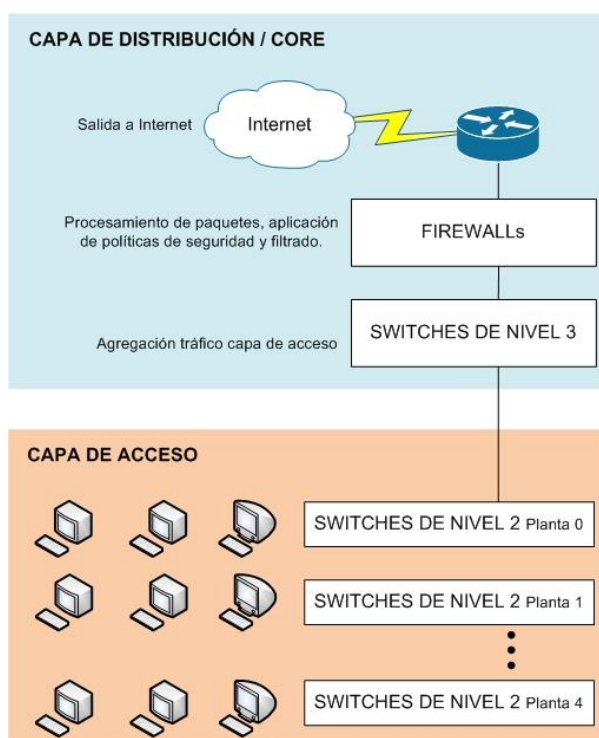 CAPA DE DISTRIBUCIÓN / CORE
Salida a Internet
Internet
Procesamiento de paquetes, aplicación
de políticas de seguridad y filtrado.
FIREWALLs
Agregación tráfico capa de acceso
SWITCHES DE NIVEL 3
CAPA DE ACCESO
SWITCHES DE NIVEL 2 Planta 0
SWITCHES DE NIVEL 2 Planta 1
SWITCHES DE NIVEL 2 Planta 4